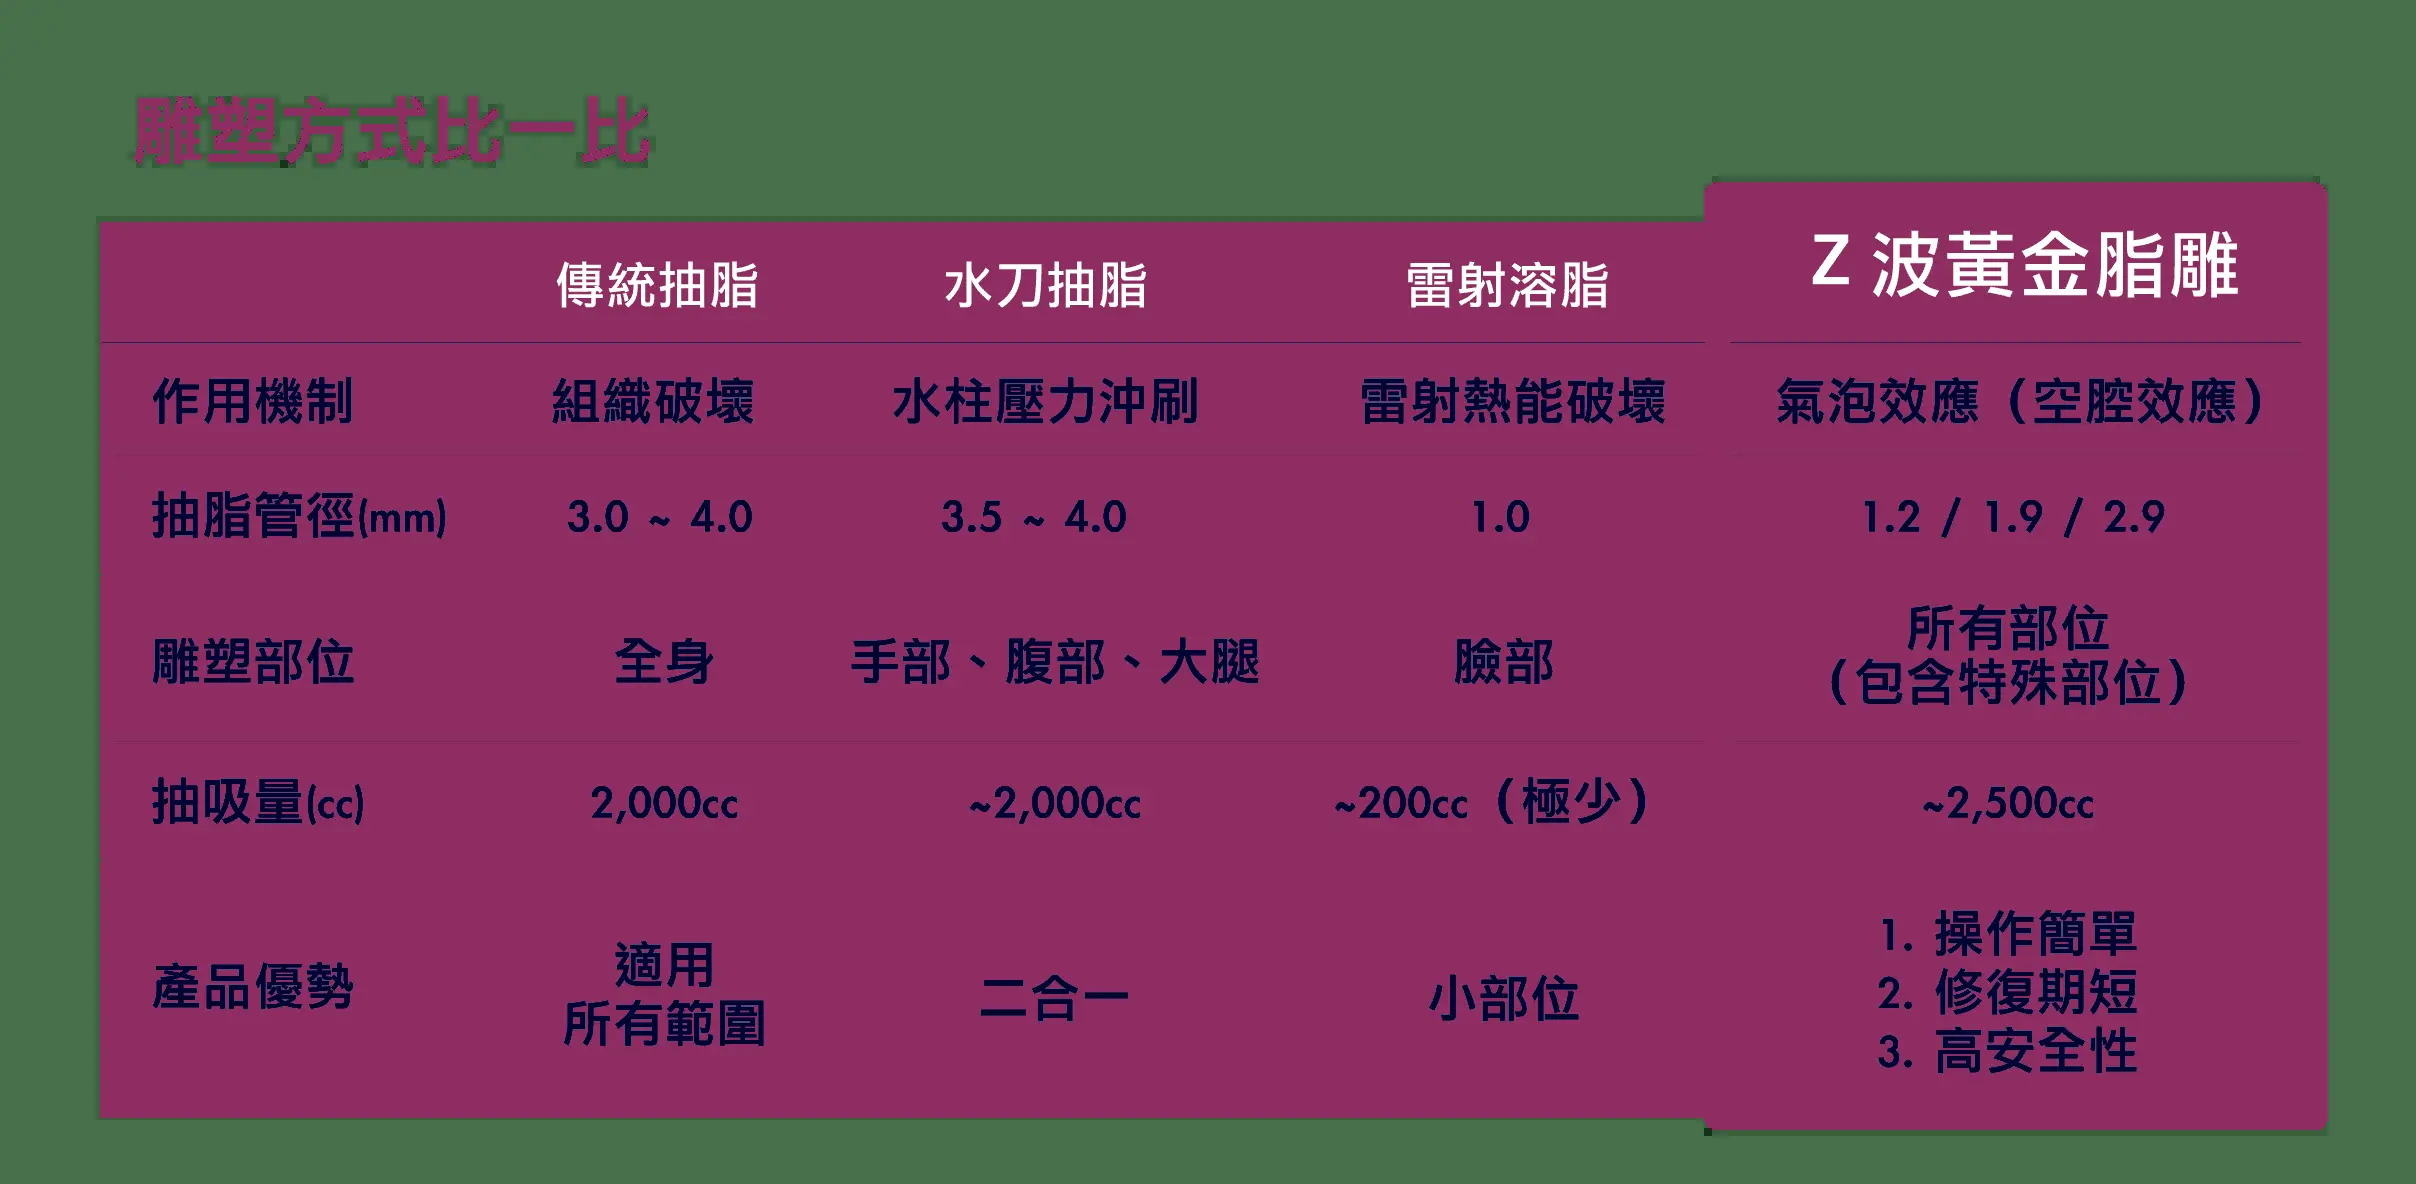 雕塑方式比一比
傳統抽脂 水刀抽脂 雷射溶脂 Z 波黃金脂雕
作用機制 組織破壞 水柱壓力沖刷 雷射熱能破壞 氣泡效應（空腔效應）
抽脂管徑(mm) 3.0 ~ 4.0 3.5 ~ 4.0 1.0 1.2 / 1.9 / 2.9
雕塑部位 全身 手部、腹部、大腿 臉部 所有部位
（包含特殊部位）
抽吸量(cc) 2,000cc ~2,000cc ~200cc（極少） ~2,500cc
產品優勢 適用
所有範圍 二合一 小部位 1. 操作簡單
2. 修復期短
3. 高安全性